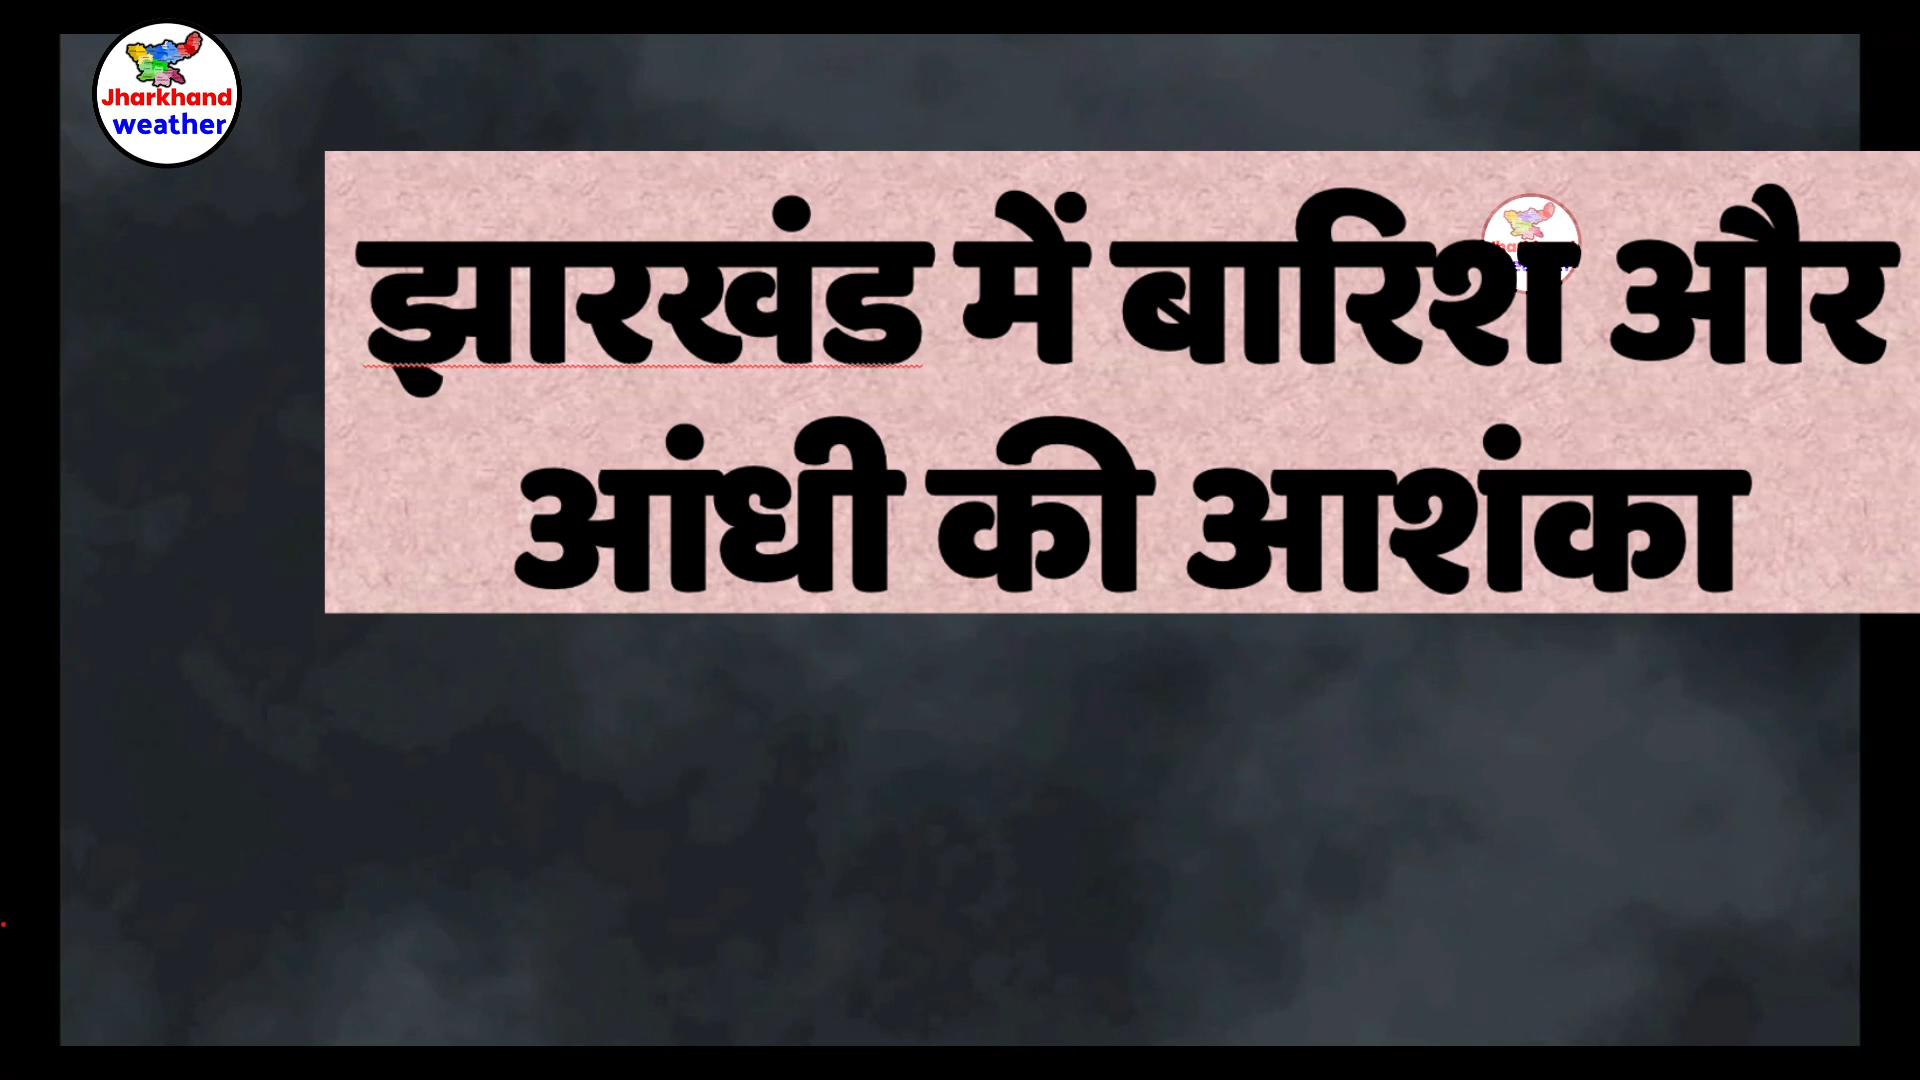 Jharkhand
weather
झारखंड में बारिश और
आंधी की आशंका